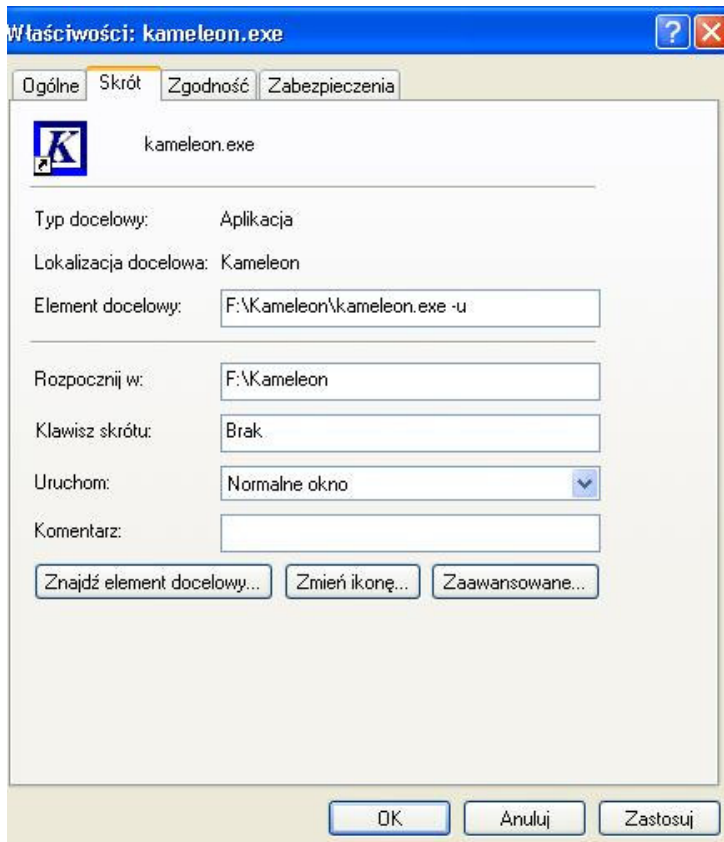 Właściwości: kameleon.exe
Ogólne Skrót Zgodność Zabezpieczenia
K kameleon.exe
Typ docelowy: Aplikacja
Lokalizacja docelowa: Kameleon
Element docelowy: F:\Kameleon\kameleon.exe -u
Rozpocznij w: F:\Kameleon
Klawisz skrótu: Brak
Uruchom: Normalne okno
Komentarz:
Znajdź element docelowy... Zmień ikonę... Zaawansowane...
OK Anuluj Zastosuj